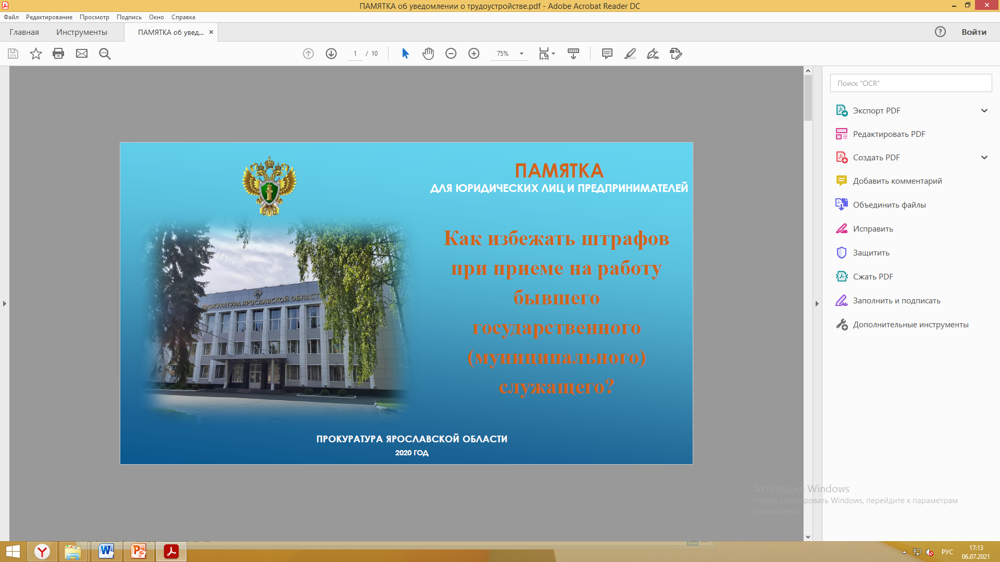 ПАМЯТКА об уведомлении о трудоустройстве.pdf - Adobe Acrobat Reader DC
Файл Редактирование Просмотр Подпись Окно Справка
Главная Инструменты ПАМЯТКА об увед... × Войти
1 / 10 75%
Поиск "OCR"
Экспорт PDF
Редактировать PDF
Создать PDF
Добавить комментарий
Объединить файлы
Исправить
Защитить
Сжать PDF
Заполнить и подписать
Дополнительные инструменты
ПАМЯТКА
ДЛЯ ЮРИДИЧЕСКИХ ЛИЦ И ПРЕДПРИНИМАТЕЛЕЙ
Как избежать штрафов
при приеме на работу
бывшего
государственного
(муниципального)
служащего?
ПРОКУРАТУРА ЯРОСЛАВСКОЙ ОБЛАСТИ
ПРОКУРАТУРА ЯРОСЛАВСКОЙ ОБЛАСТИ
2020 ГОД
Активация Windows
Чтобы активировать Windows, перейдите к параметрам
компьютера.
РУС
17:13
06.07.2021